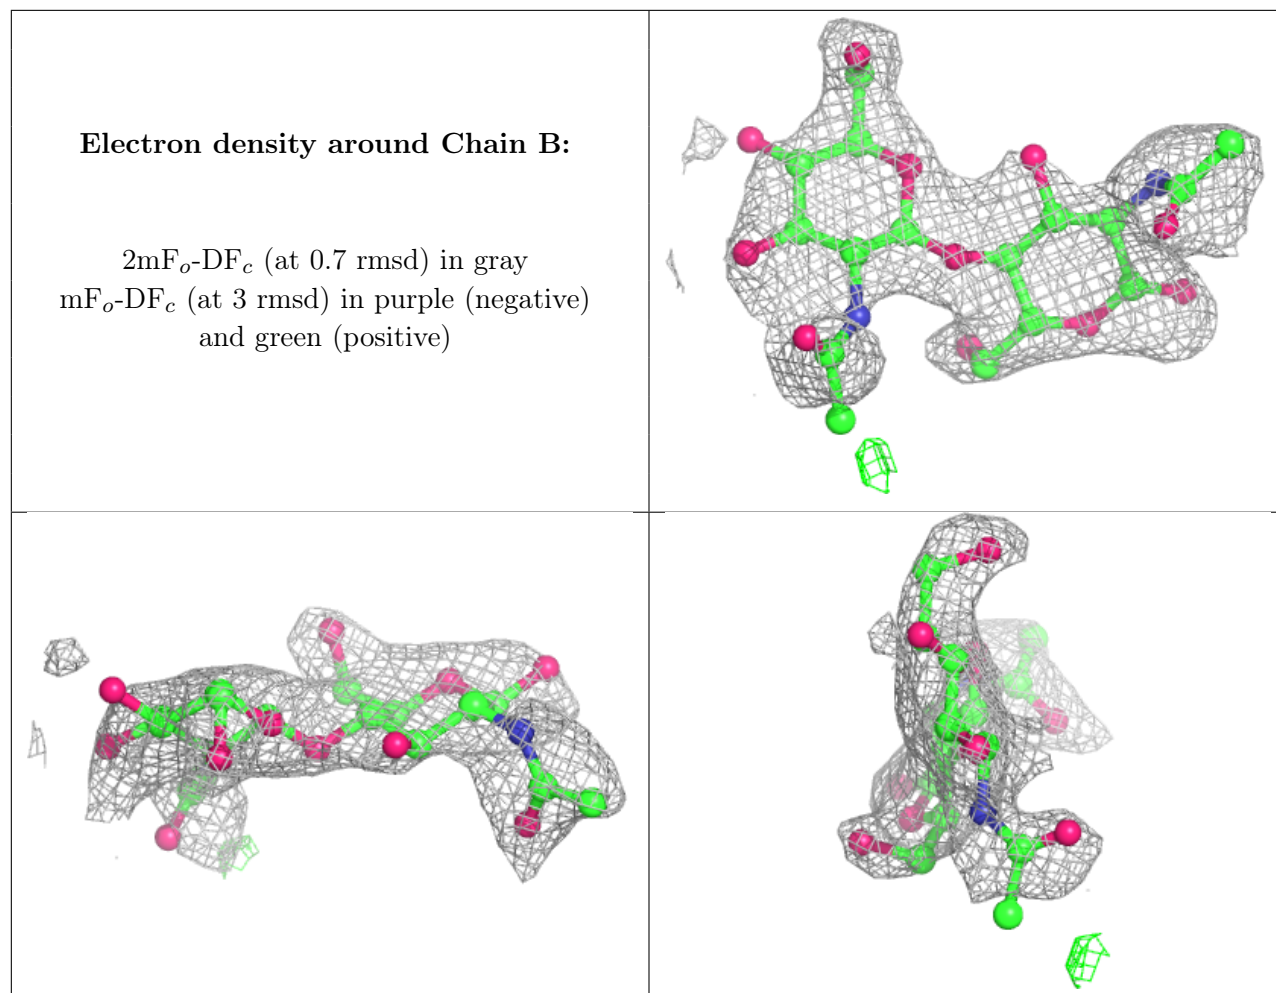 Electron density around Chain B:
2mFₒ-DF𝒸 (at 0.7 rmsd) in gray
mFₒ-DF𝒸 (at 3 rmsd) in purple (negative)
and green (positive)